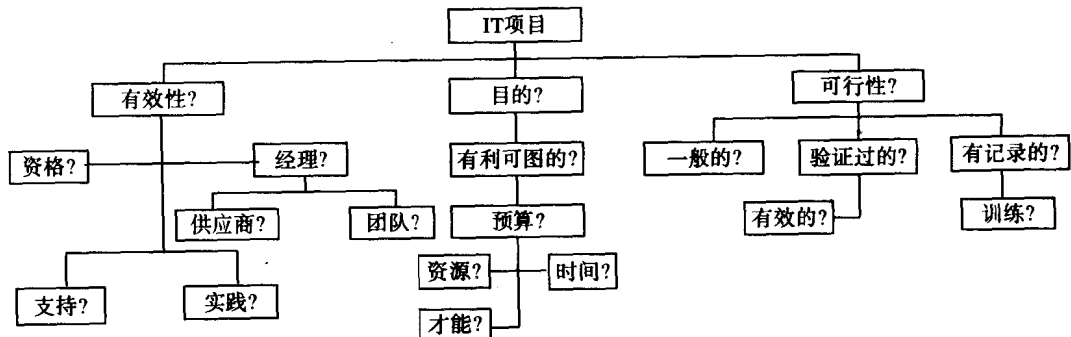 IT项目
有效性?
目的?
可行性?
资格?
经理?
有利可图的?
一般的?
验证过的?
有记录的?
供应商?
团队?
预算?
有效的?
训练?
资源?
时间?
支持?
实践?
才能?